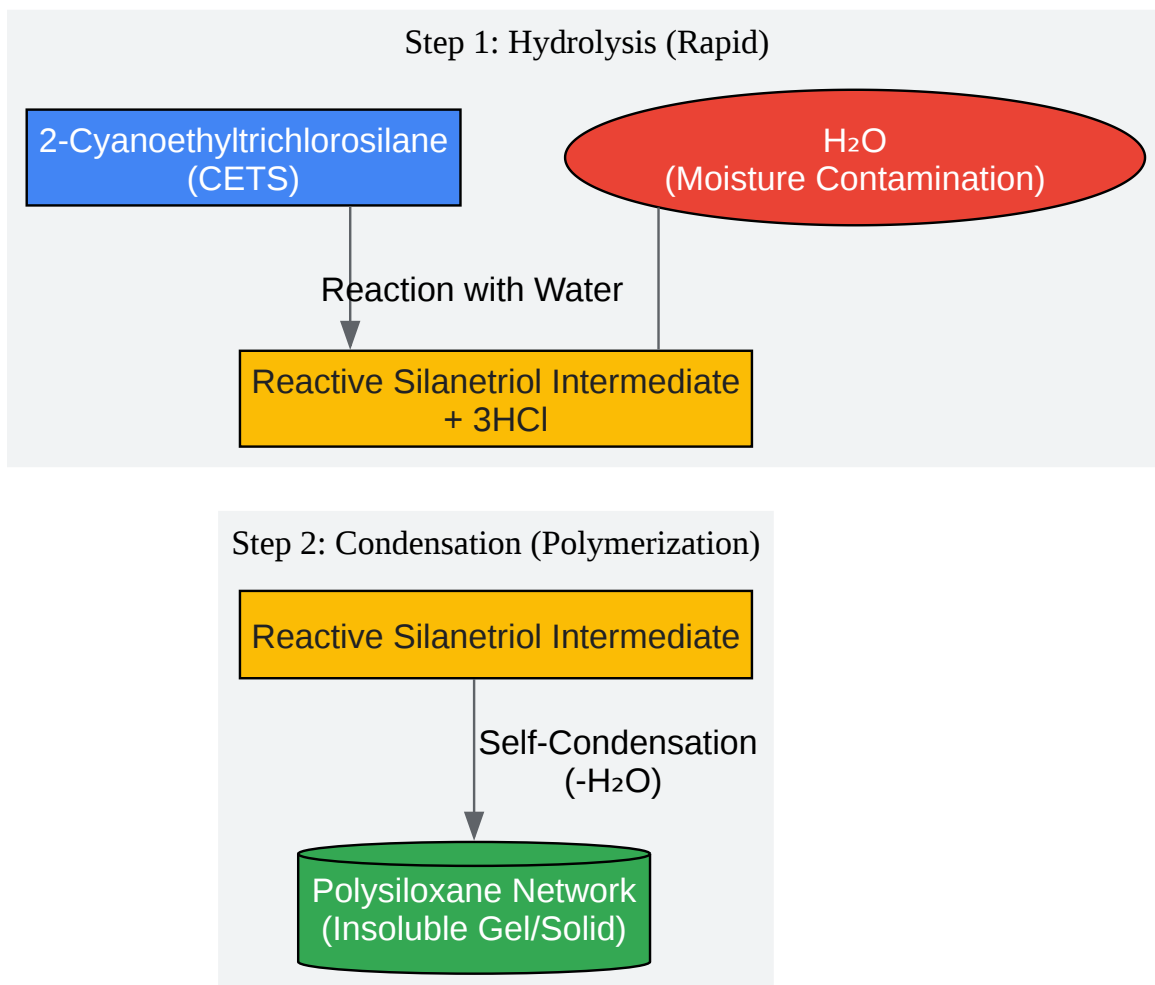 Step 1: Hydrolysis (Rapid)
2-Cyanoethyltrichlorosilane
(CETS)
H₂O
(Moisture Contamination)
Reaction with Water
Reactive Silanetriol Intermediate
+ 3HCl
Step 2: Condensation (Polymerization)
Reactive Silanetriol Intermediate
Self-Condensation
(-H₂O)
Polysiloxane Network
(Insoluble Gel/Solid)